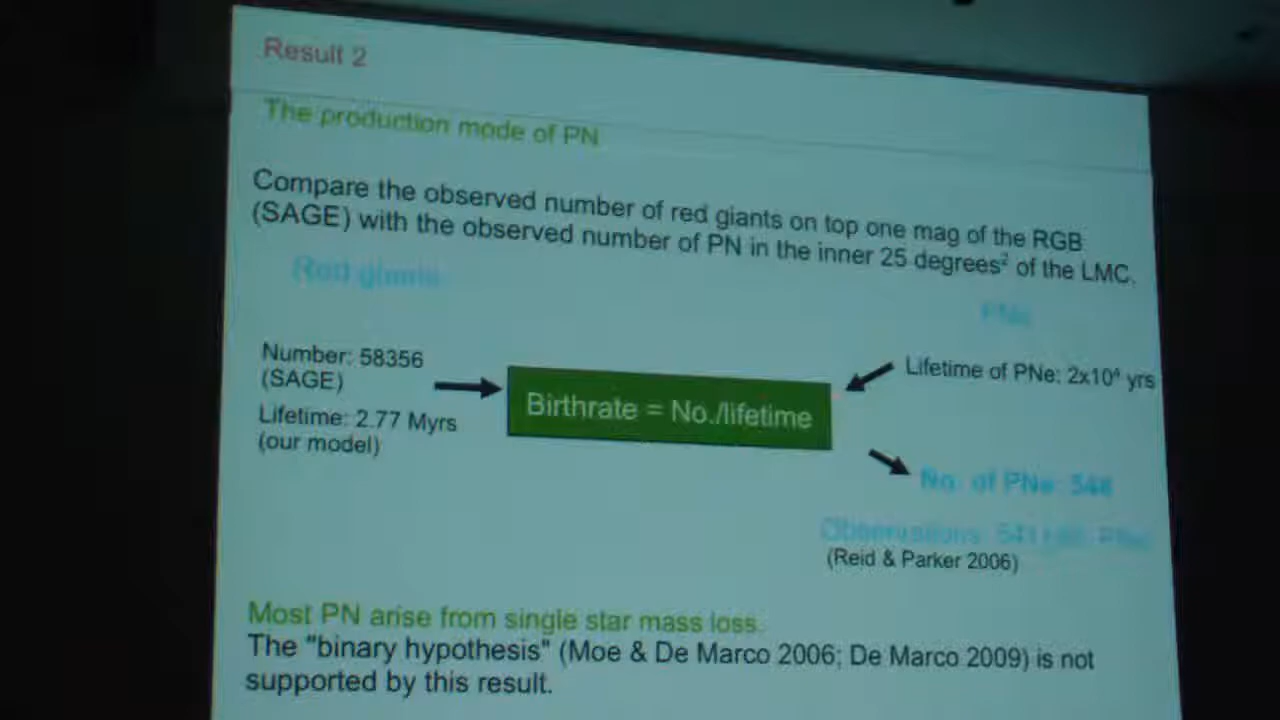 Result 2
The production mode of PN
Compare the observed number of red giants on top one mag of the RGB
(SAGE) with the observed number of PN in the inner 25 degrees² of the LMC.
Red giants
PNe
Number: 58356
(SAGE)
Lifetime: 2.77 Myrs
(our model)
Birthrate = No./lifetime
Lifetime of PNe: 2x10⁴ yrs
No. of PNe: 548
Observations: PNe
(Reid & Parker 2006)
Most PN arise from single star mass loss.
The "binary hypothesis" (Moe & De Marco 2006; De Marco 2009) is not
supported by this result.